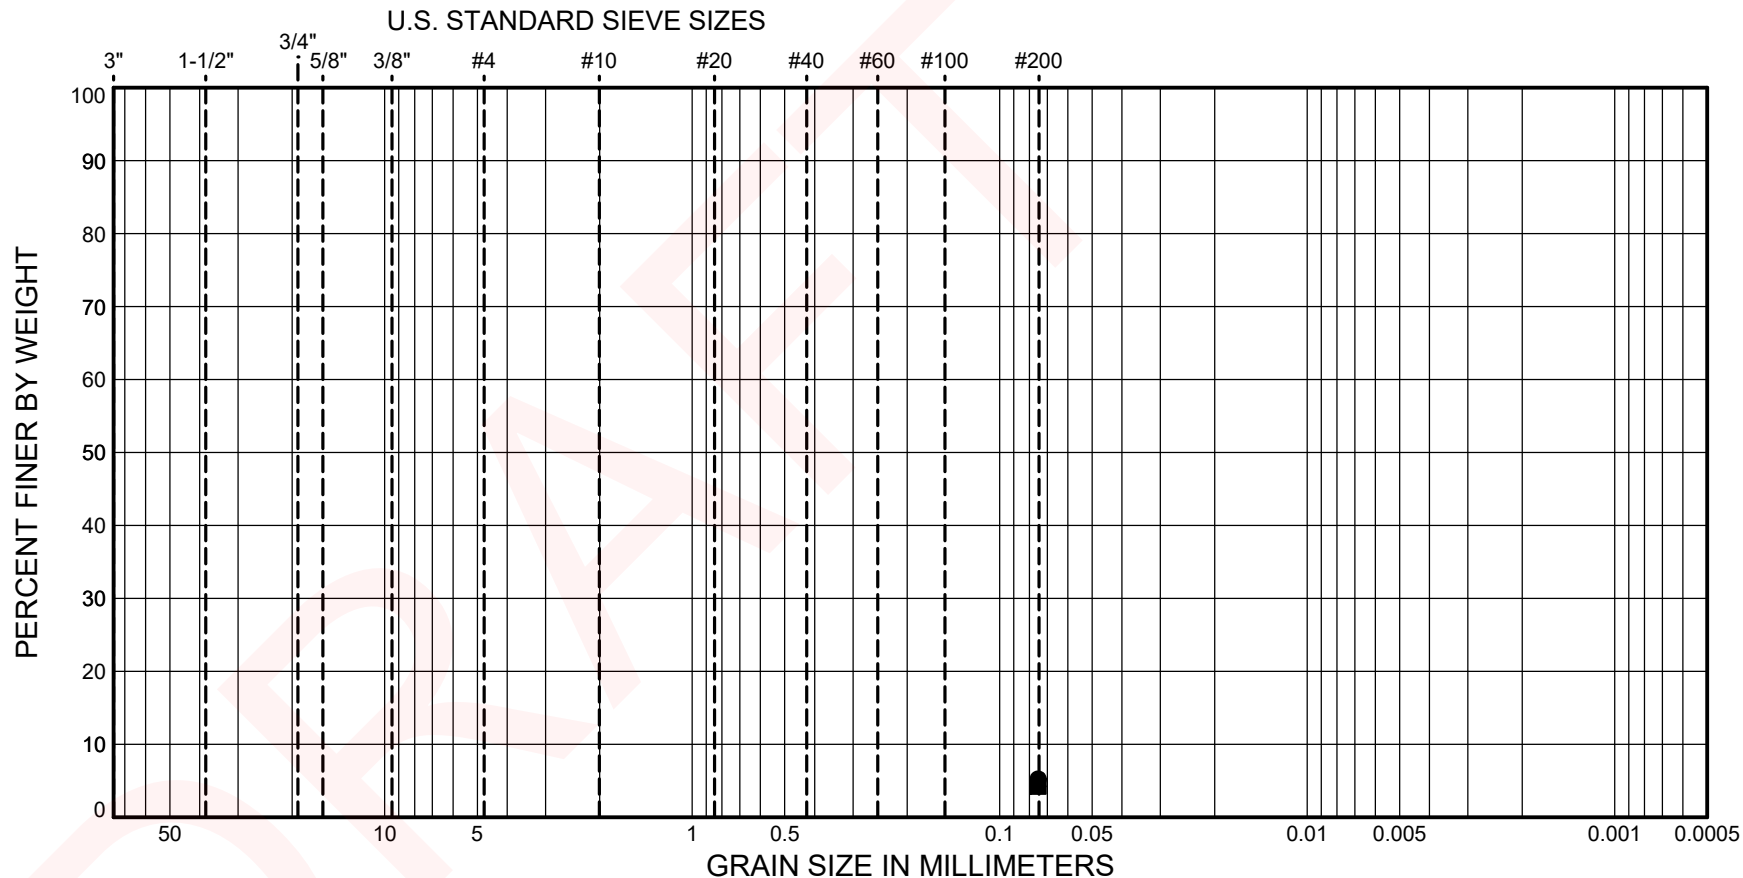 U.S. STANDARD SIEVE SIZES
3" 1-1/2" 3/4" 5/8" 3/8" #4 #10 #20 #40 #60 #100 #200
PERCENT FINER BY WEIGHT
100
90
80
70
60
50
40
30
20
10
0
50 10 5 1 0.5 0.1 0.05 0.01 0.005 0.001 0.0005
GRAIN SIZE IN MILLIMETERS
DRAFT